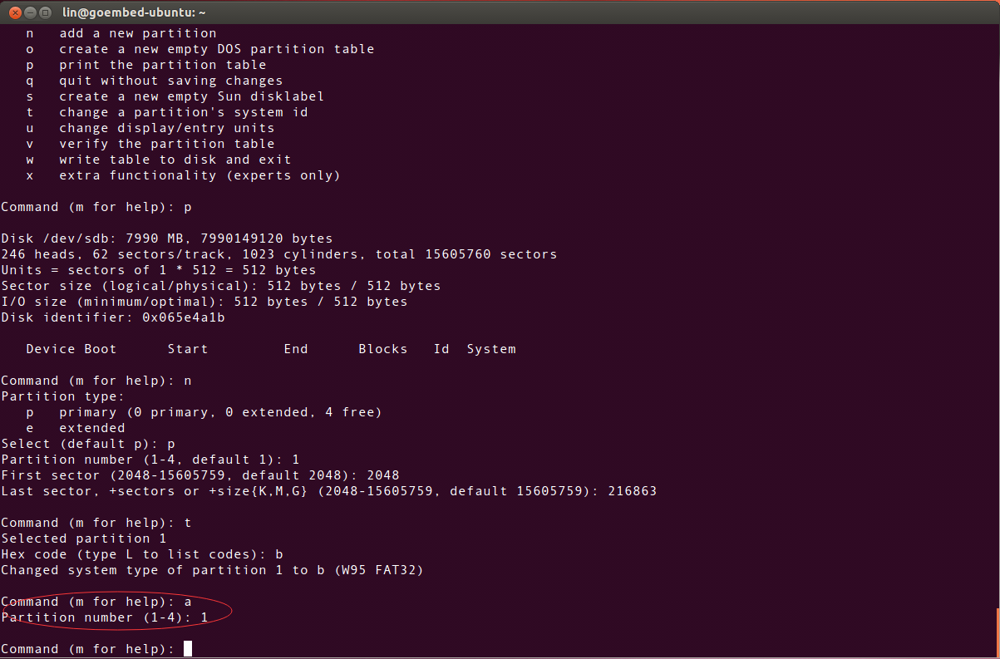 lin@goembed-ubuntu: ~
n   add a new partition
o   create a new empty DOS partition table
p   print the partition table
q   quit without saving changes
s   create a new empty Sun disklabel
t   change a partition's system id
u   change display/entry units
v   verify the partition table
w   write table to disk and exit
x   extra functionality (experts only)
Command (m for help): p
Disk /dev/sdb: 7990 MB, 7990149120 bytes
246 heads, 62 sectors/track, 1023 cylinders, total 15605760 sectors
Units = sectors of 1 * 512 = 512 bytes
Sector size (logical/physical): 512 bytes / 512 bytes
I/O size (minimum/optimal): 512 bytes / 512 bytes
Disk identifier: 0x065e4a1b
Device Boot      Start         End      Blocks   Id  System
Command (m for help): n
Partition type:
p   primary (0 primary, 0 extended, 4 free)
e   extended
Select (default p): p
Partition number (1-4, default 1): 1
First sector (2048-15605759, default 2048): 2048
Last sector, +sectors or +size{K,M,G} (2048-15605759, default 15605759): 216863
Command (m for help): t
Selected partition 1
Hex code (type L to list codes): b
Changed system type of partition 1 to b (W95 FAT32)
Command (m for help): a
Partition number (1-4): 1
Command (m for help):